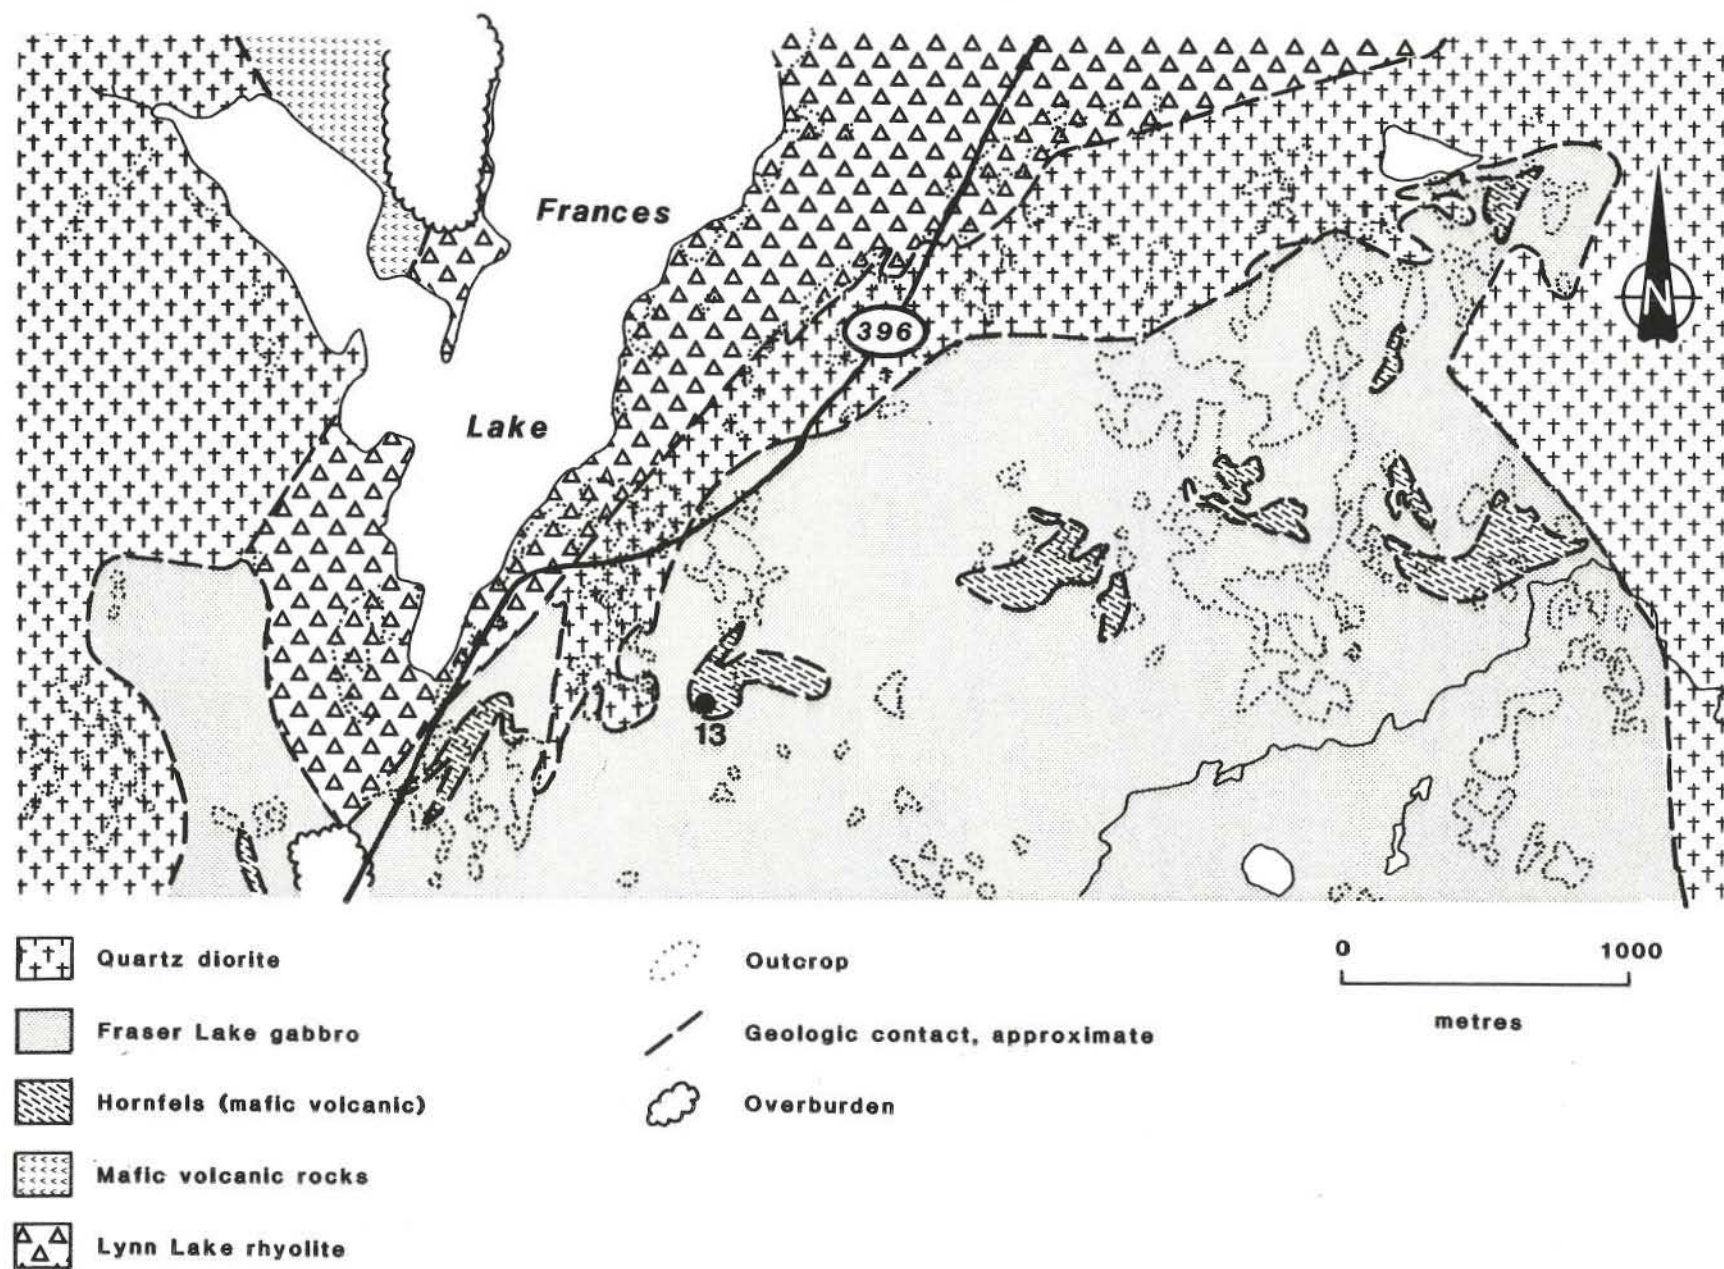 Frances
Lake
396
N
13
Quartz diorite
Fraser Lake gabbro
Hornfels (mafic volcanic)
Mafic volcanic rocks
Lynn Lake rhyolite
Outcrop
Geologic contact, approximate
Overburden
0 1000
metres